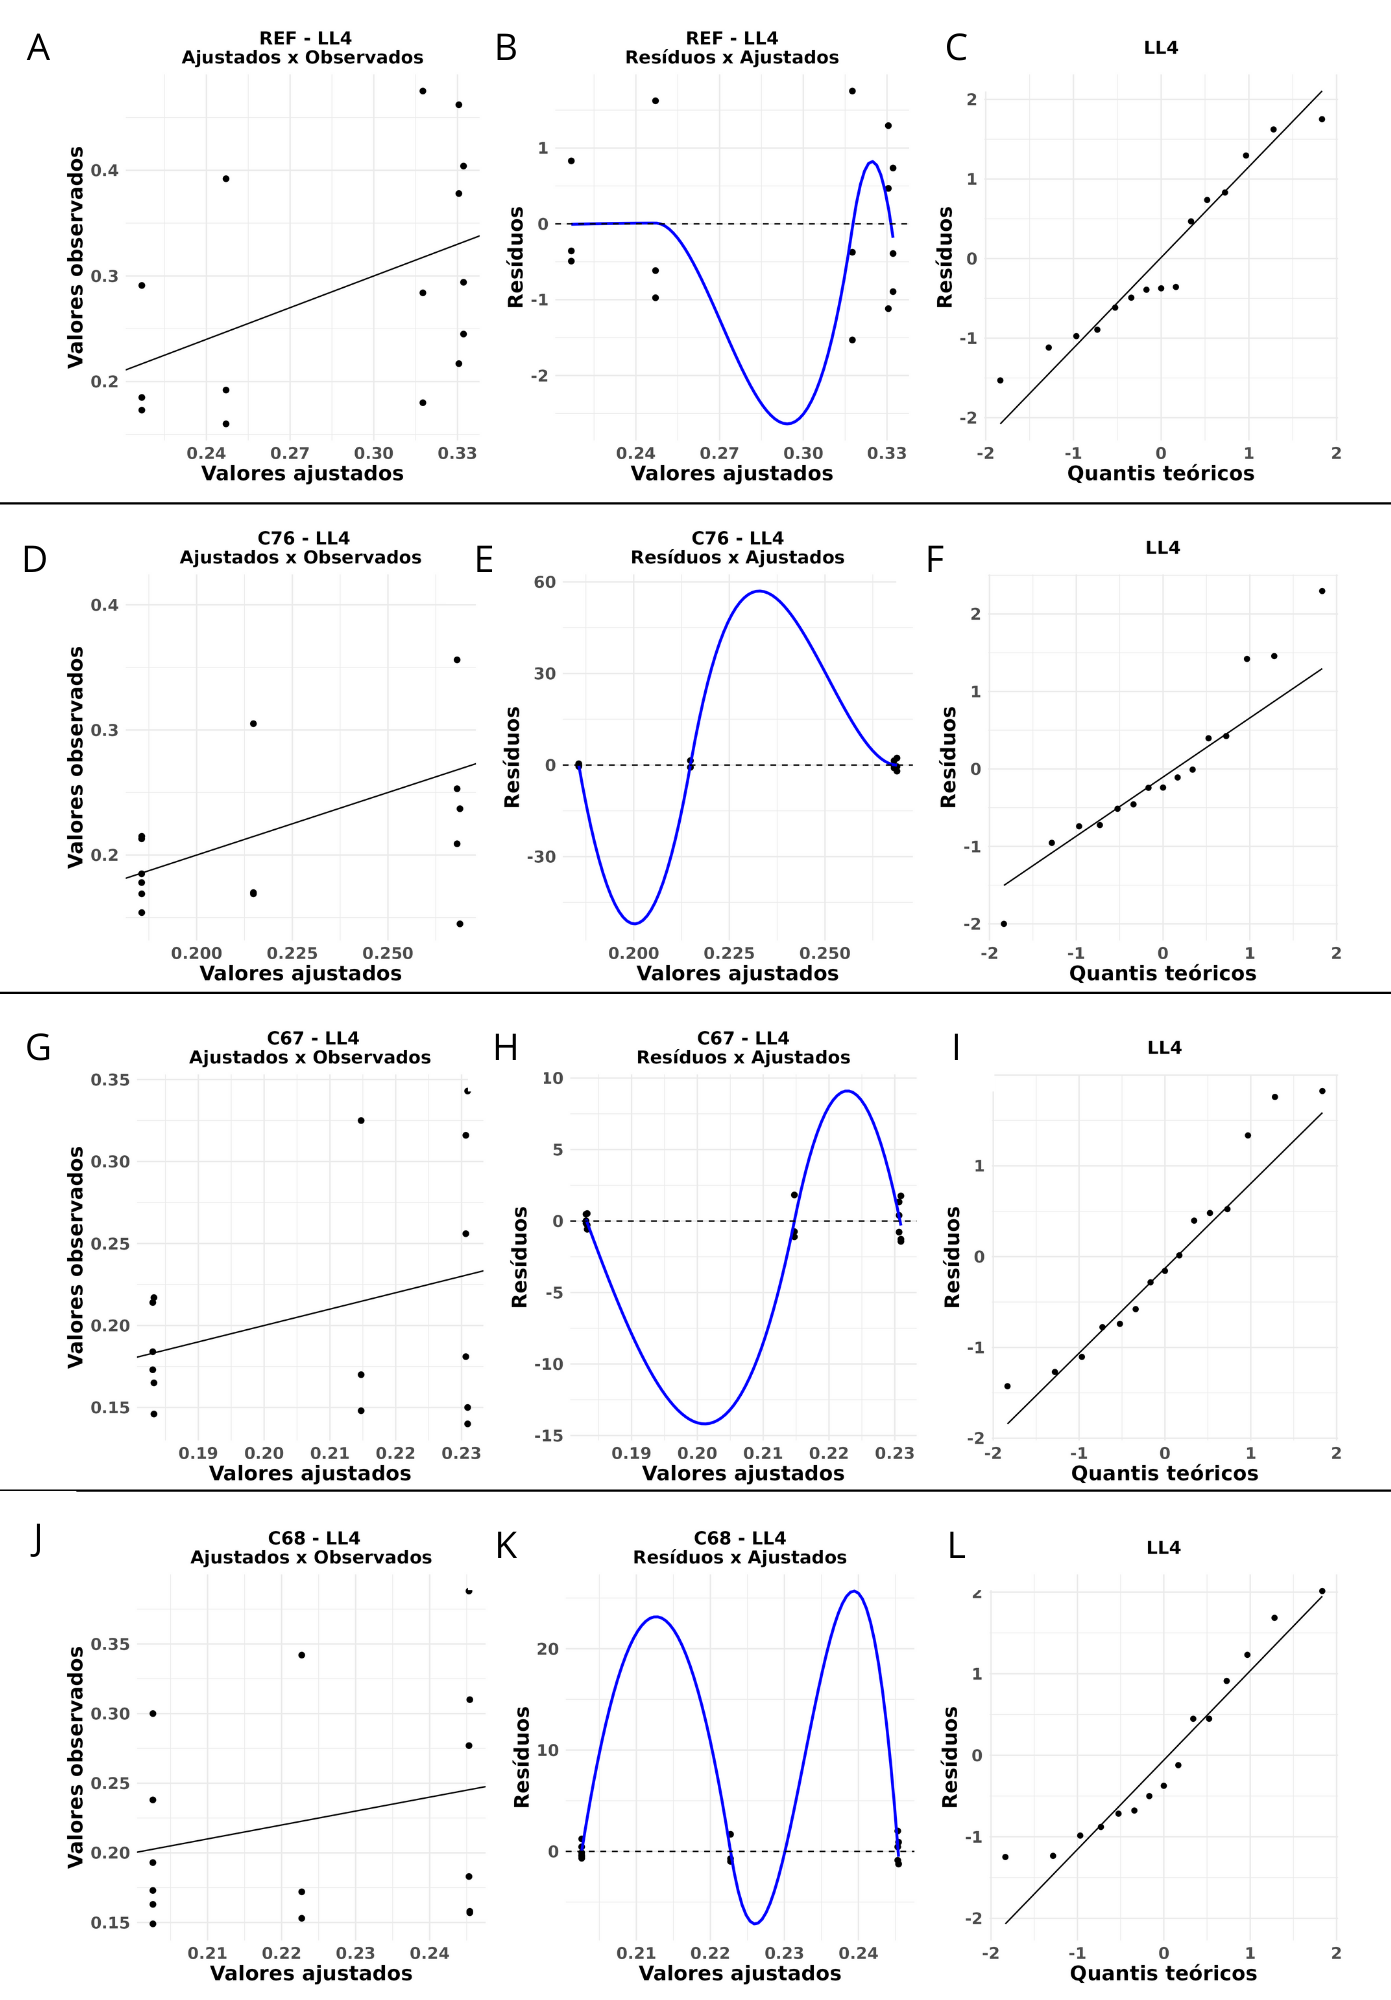 A
REF - LL4
Ajustados x Observados
Valores observados
0.4
0.3
0.2
0.24 0.27 0.30 0.33
Valores ajustados
B
REF - LL4
Resíduos x Ajustados
Resíduos
1
0
-1
-2
0.24 0.27 0.30 0.33
Valores ajustados
C
LL4
Resíduos
2
1
0
-1
-2
-2 -1 0 1 2
Quantis teóricos
D
C76 - LL4
Ajustados x Observados
Valores observados
0.4
0.3
0.2
0.200 0.225 0.250
Valores ajustados
E
C76 - LL4
Resíduos x Ajustados
Resíduos
60
30
0
-30
0.200 0.225 0.250
Valores ajustados
F
LL4
Resíduos
2
1
0
-1
-2
-2 -1 0 1 2
Quantis teóricos
G
C67 - LL4
Ajustados x Observados
Valores observados
0.35
0.30
0.25
0.20
0.15
0.19 0.20 0.21 0.22 0.23
Valores ajustados
H
C67 - LL4
Resíduos x Ajustados
Resíduos
10
5
0
-5
-10
-15
0.19 0.20 0.21 0.22 0.23
Valores ajustados
I
LL4
Resíduos
1
0
-1
-2
-2 -1 0 1 2
Quantis teóricos
J
C68 - LL4
Ajustados x Observados
Valores observados
0.35
0.30
0.25
0.20
0.15
0.21 0.22 0.23 0.24
Valores ajustados
K
C68 - LL4
Resíduos x Ajustados
Resíduos
20
10
0
0.21 0.22 0.23 0.24
Valores ajustados
L
LL4
Resíduos
2
1
0
-1
-2
-2 -1 0 1 2
Quantis teóricos